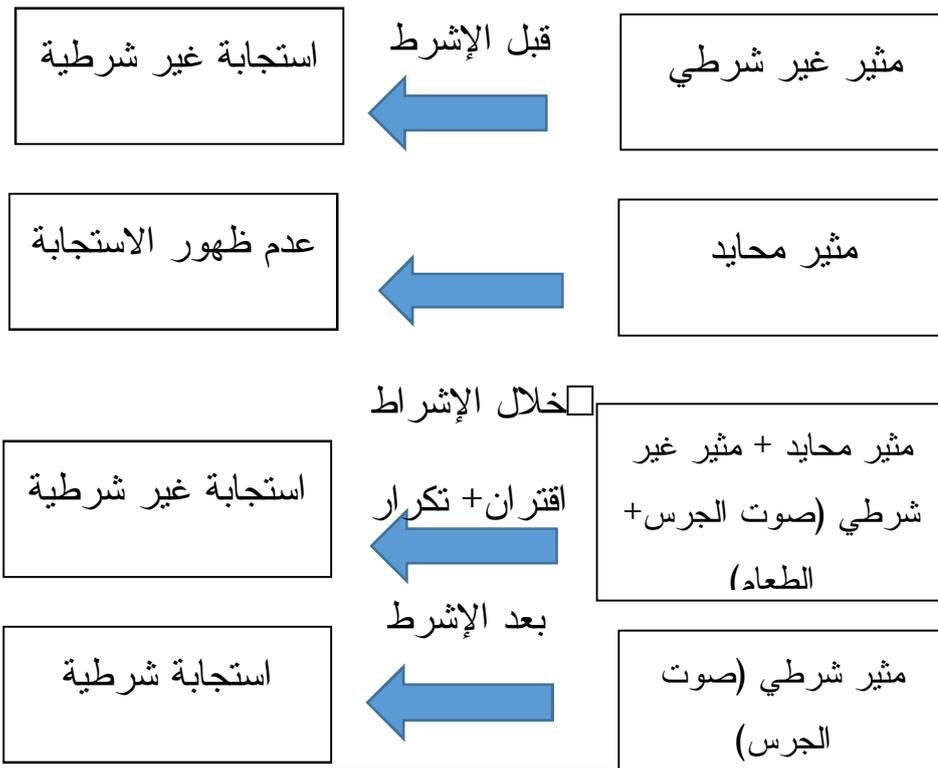 قبل الإشرط
مثير غير شرطي
استجابة غير شرطية
مثير محايد
عدم ظهور الاستجابة
خلال الإشراط
مثير محايد + مثير غير
شرطي (صوت الجرس+
الطعام)
اقتران+ تكرار
استجابة غير شرطية
بعد الإشرط
مثير شرطي (صوت
الجرس)
استجابة شرطية